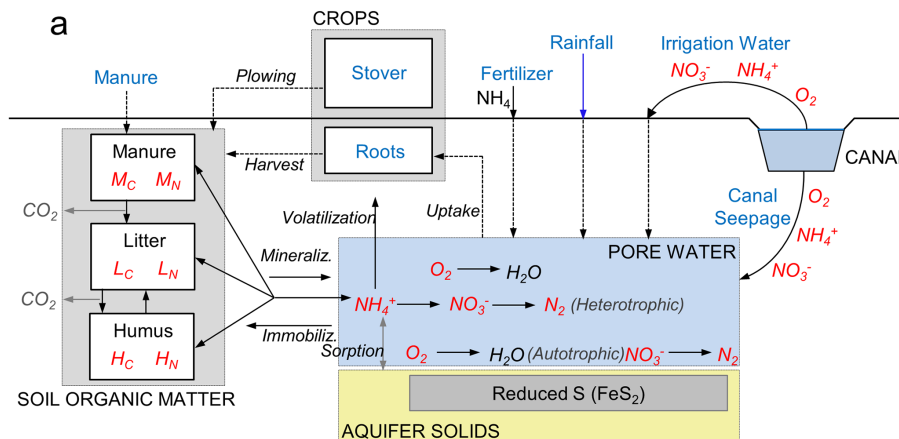 a
CROPS
Stover
Roots
Plowing
Harvest
Manure
Fertilizer
NH4
Rainfall
Irrigation Water
NO3-
NH4+
O2
CANAL
Canal
Seepage
O2
NH4+
NO3-
Manure
MC MN
CO2
Litter
LC LN
CO2
Humus
HC HN
SOIL ORGANIC MATTER
Volatilization
Uptake
Mineraliz.
Immobiliz.
Sorption
PORE WATER
O2 H2O
NH4+ NO3- N2 (Heterotrophic)
O2 H2O (Autotrophic) NO3- N2
Reduced S (FeS2)
AQUIFER SOLIDS